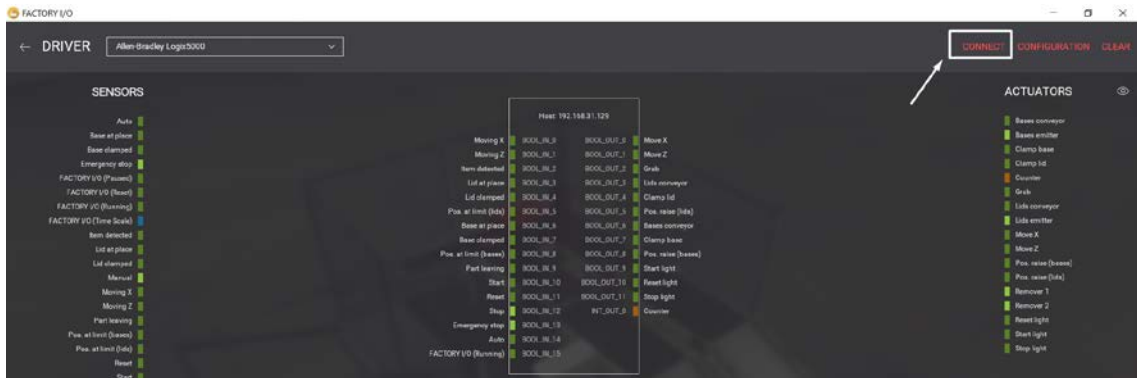 FACTORY I/O
← DRIVER Allen-Bradley Logix5000
CONNECT CONFIGURATION CLEAR
SENSORS
Auto
Base at place
Base clamped
Emergency stop
FACTORY I/O (Paused)
FACTORY I/O (Reset)
FACTORY I/O (Running)
FACTORY I/O (Time Scale)
Item detected
Lid at place
Lid clamped
Manual
Moving X
Moving Z
Part leaving
Pos. at limit (bases)
Pos. at limit (lids)
Reset
Start
Host: 192.168.31.129
Moving X BOOL_IN_0 BOOL_OUT_0 Move X
Moving Z BOOL_IN_1 BOOL_OUT_1 Move Z
Item detected BOOL_IN_2 BOOL_OUT_2 Grab
Lid at place BOOL_IN_3 BOOL_OUT_3 Lids conveyor
Lid clamped BOOL_IN_4 BOOL_OUT_4 Clamp lid
Pos. at limit (lids) BOOL_IN_5 BOOL_OUT_5 Pos. raise (lids)
Base at place BOOL_IN_6 BOOL_OUT_6 Bases conveyor
Base clamped BOOL_IN_7 BOOL_OUT_7 Clamp base
Pos. at limit (bases) BOOL_IN_8 BOOL_OUT_8 Pos. raise (bases)
Part leaving BOOL_IN_9 BOOL_OUT_9 Start light
Start BOOL_IN_10 BOOL_OUT_10 Reset light
Reset BOOL_IN_11 BOOL_OUT_11 Stop light
Stop BOOL_IN_12 INT_OUT_0 Counter
Emergency stop BOOL_IN_13
Auto BOOL_IN_14
FACTORY I/O (Running) BOOL_IN_15
ACTUATORS
Bases conveyor
Bases emitter
Clamp base
Clamp lid
Counter
Grab
Lids conveyor
Lids emitter
Move X
Move Z
Pos. raise (bases)
Pos. raise (lids)
Remover 1
Remover 2
Reset light
Start light
Stop light